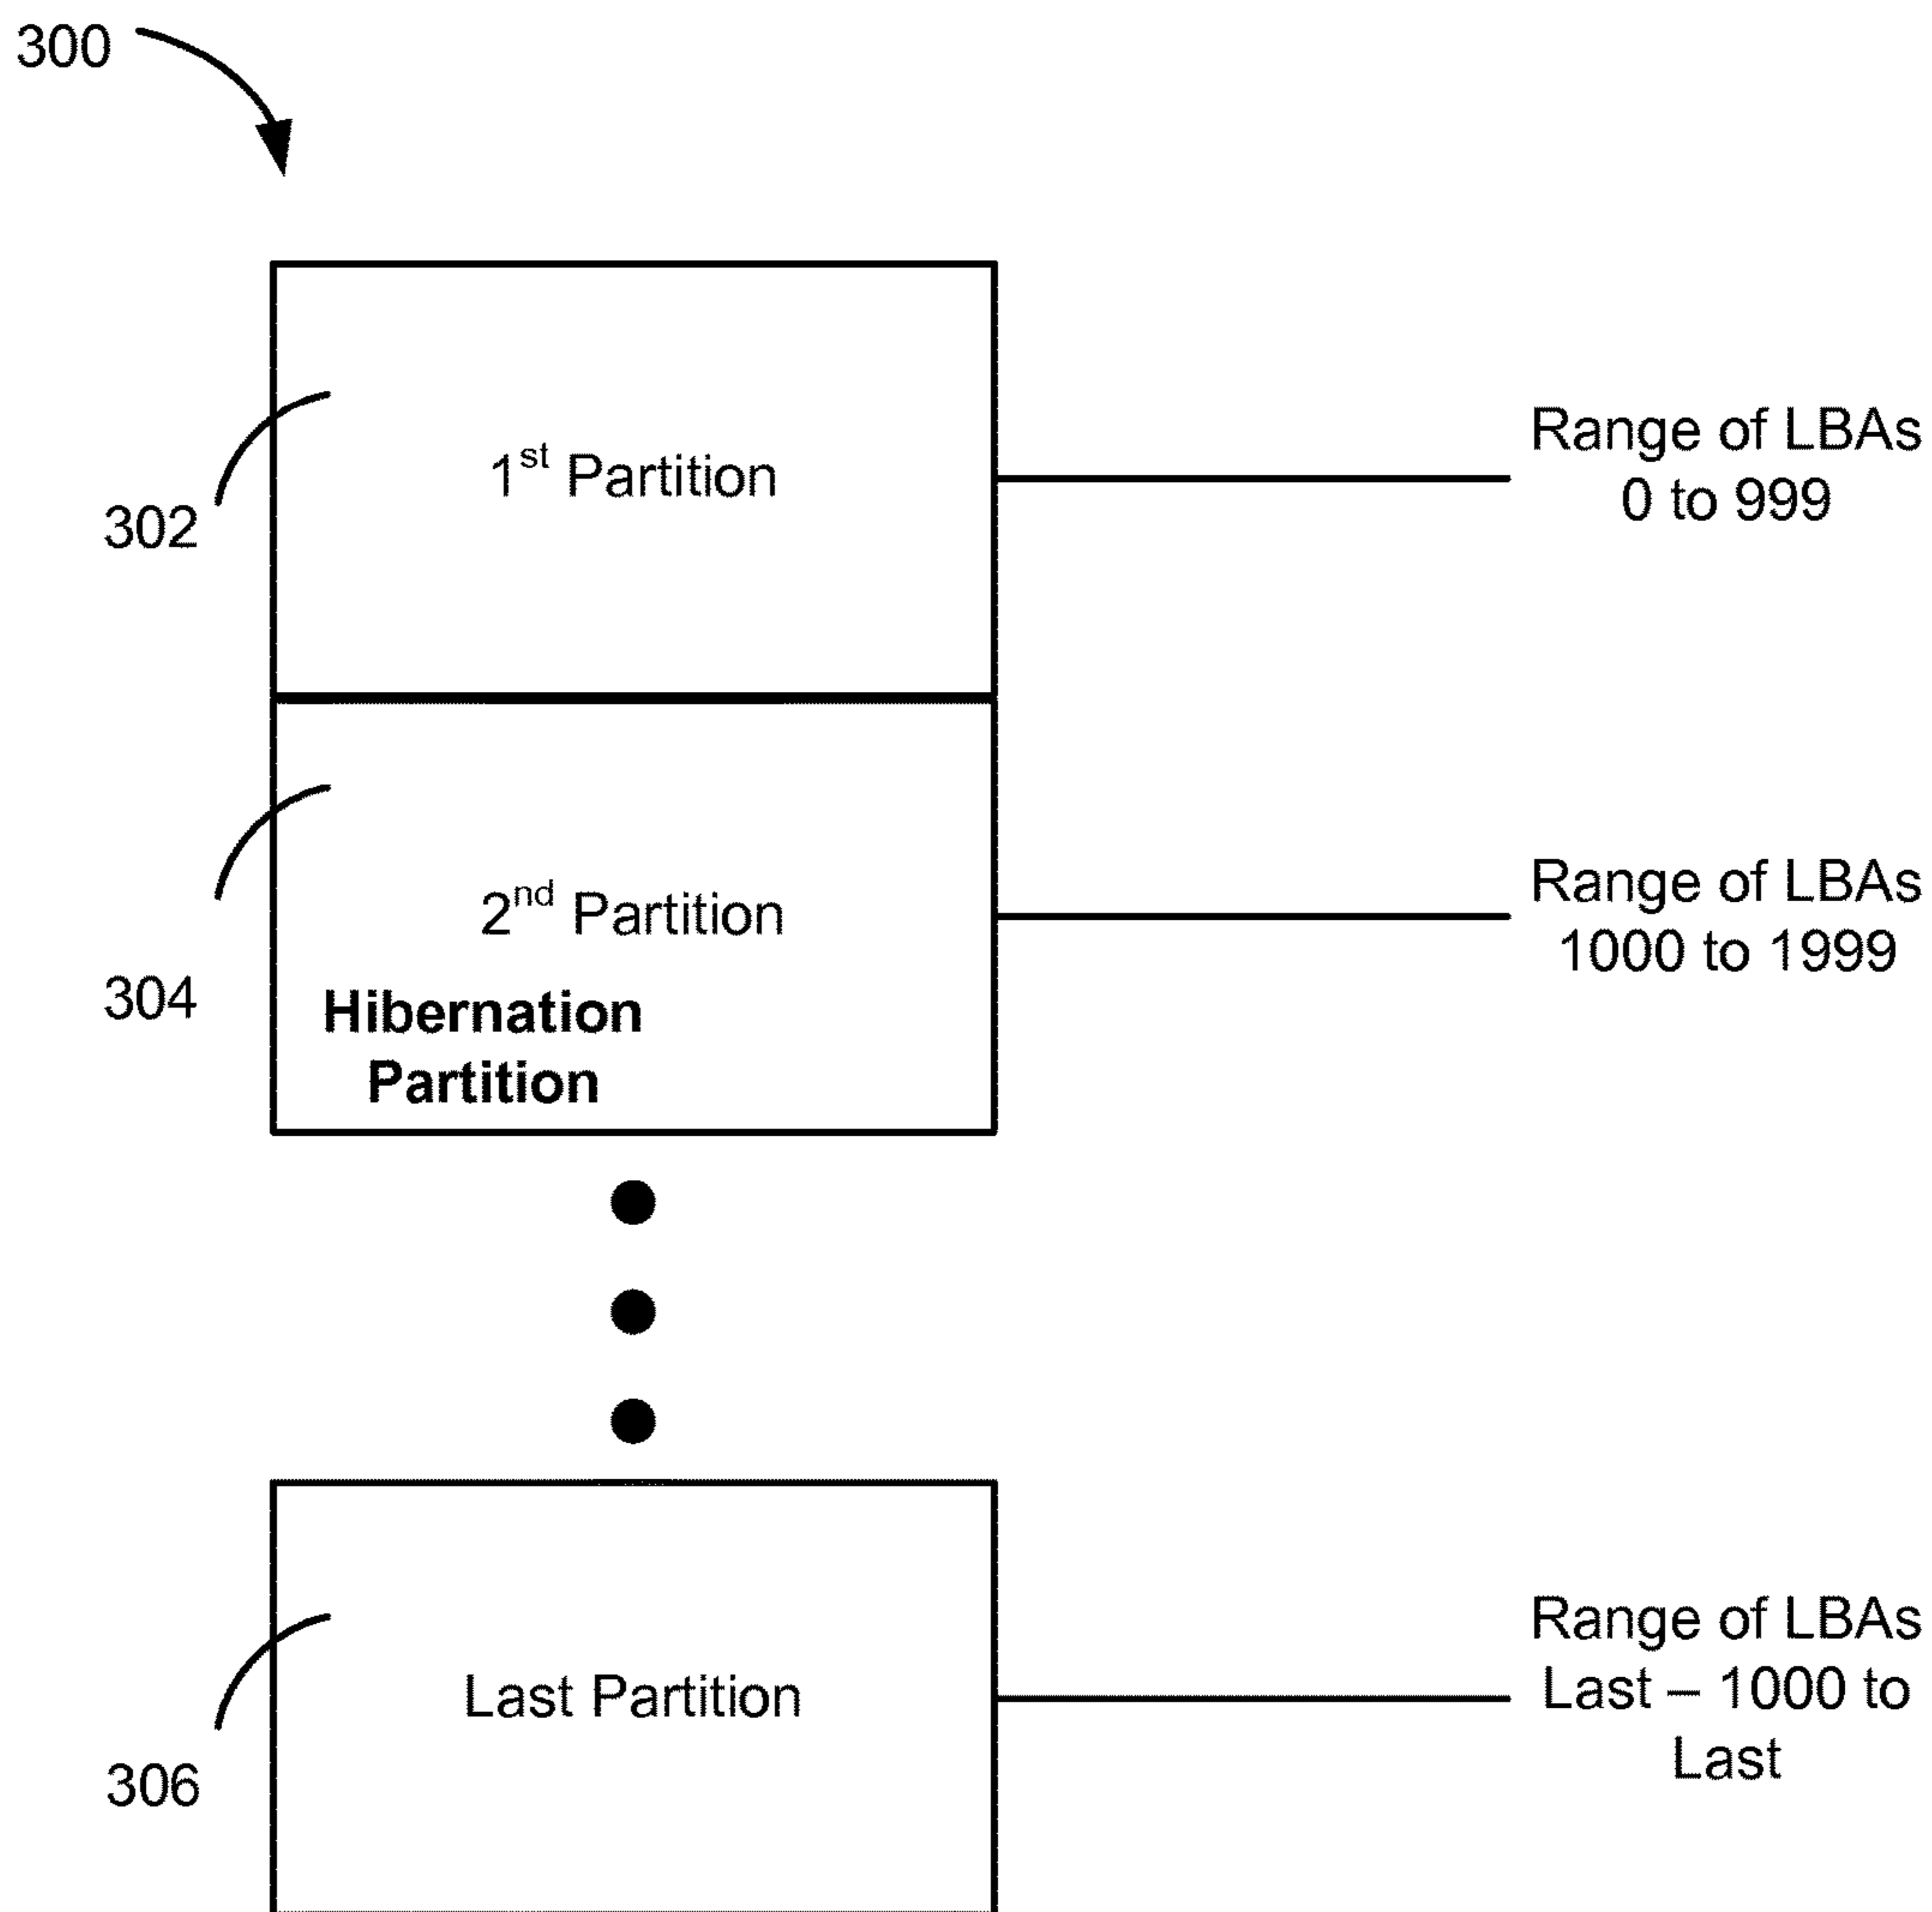 300
1st Partition
Range of LBAs
0 to 999
302
2nd Partition
Range of LBAs
1000 to 1999
304
Hibernation
Partition
Last Partition
Range of LBAs
Last – 1000 to
Last
306